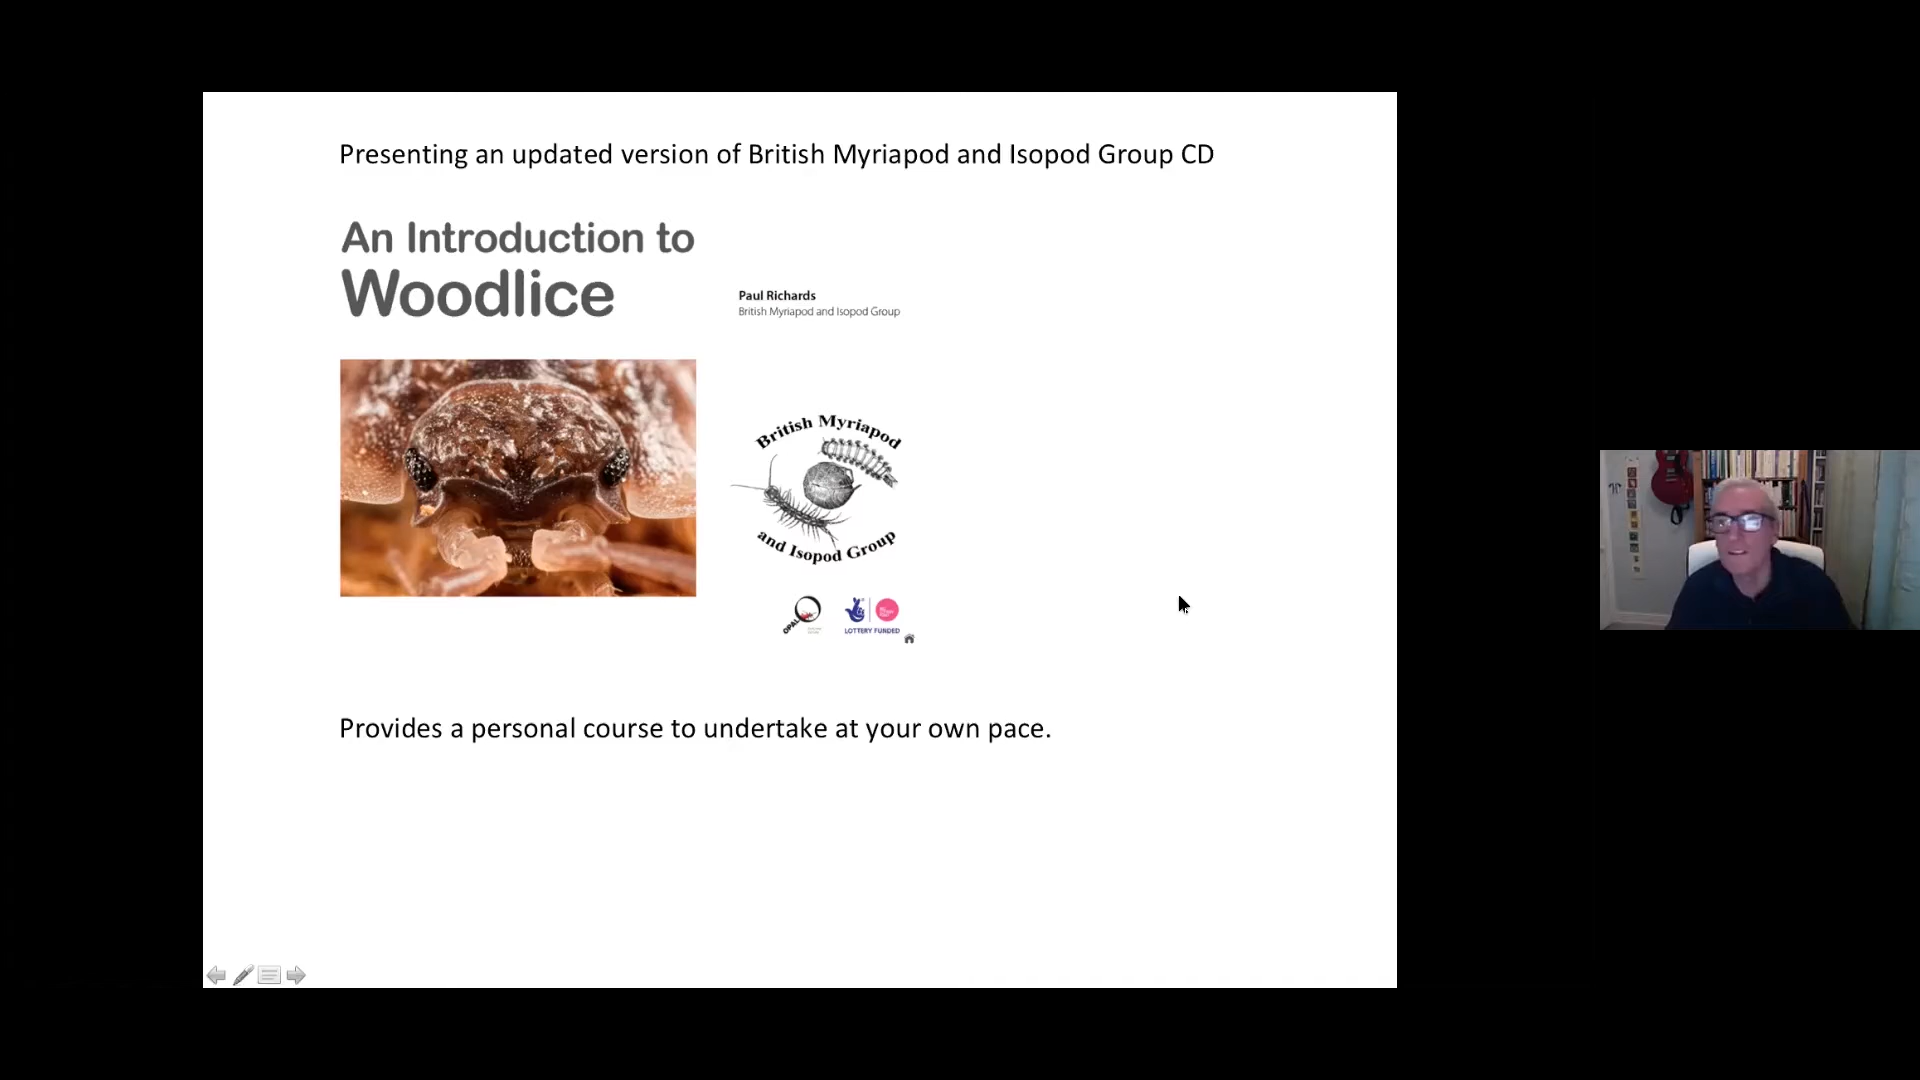 Presenting an updated version of British Myriapod and Isopod Group CD
An Introduction to
Woodlice
Paul Richards
British Myriapod and Isopod Group
British Myriapod
and Isopod Group
OPAL
LOTTERY FUNDED
Provides a personal course to undertake at your own pace.